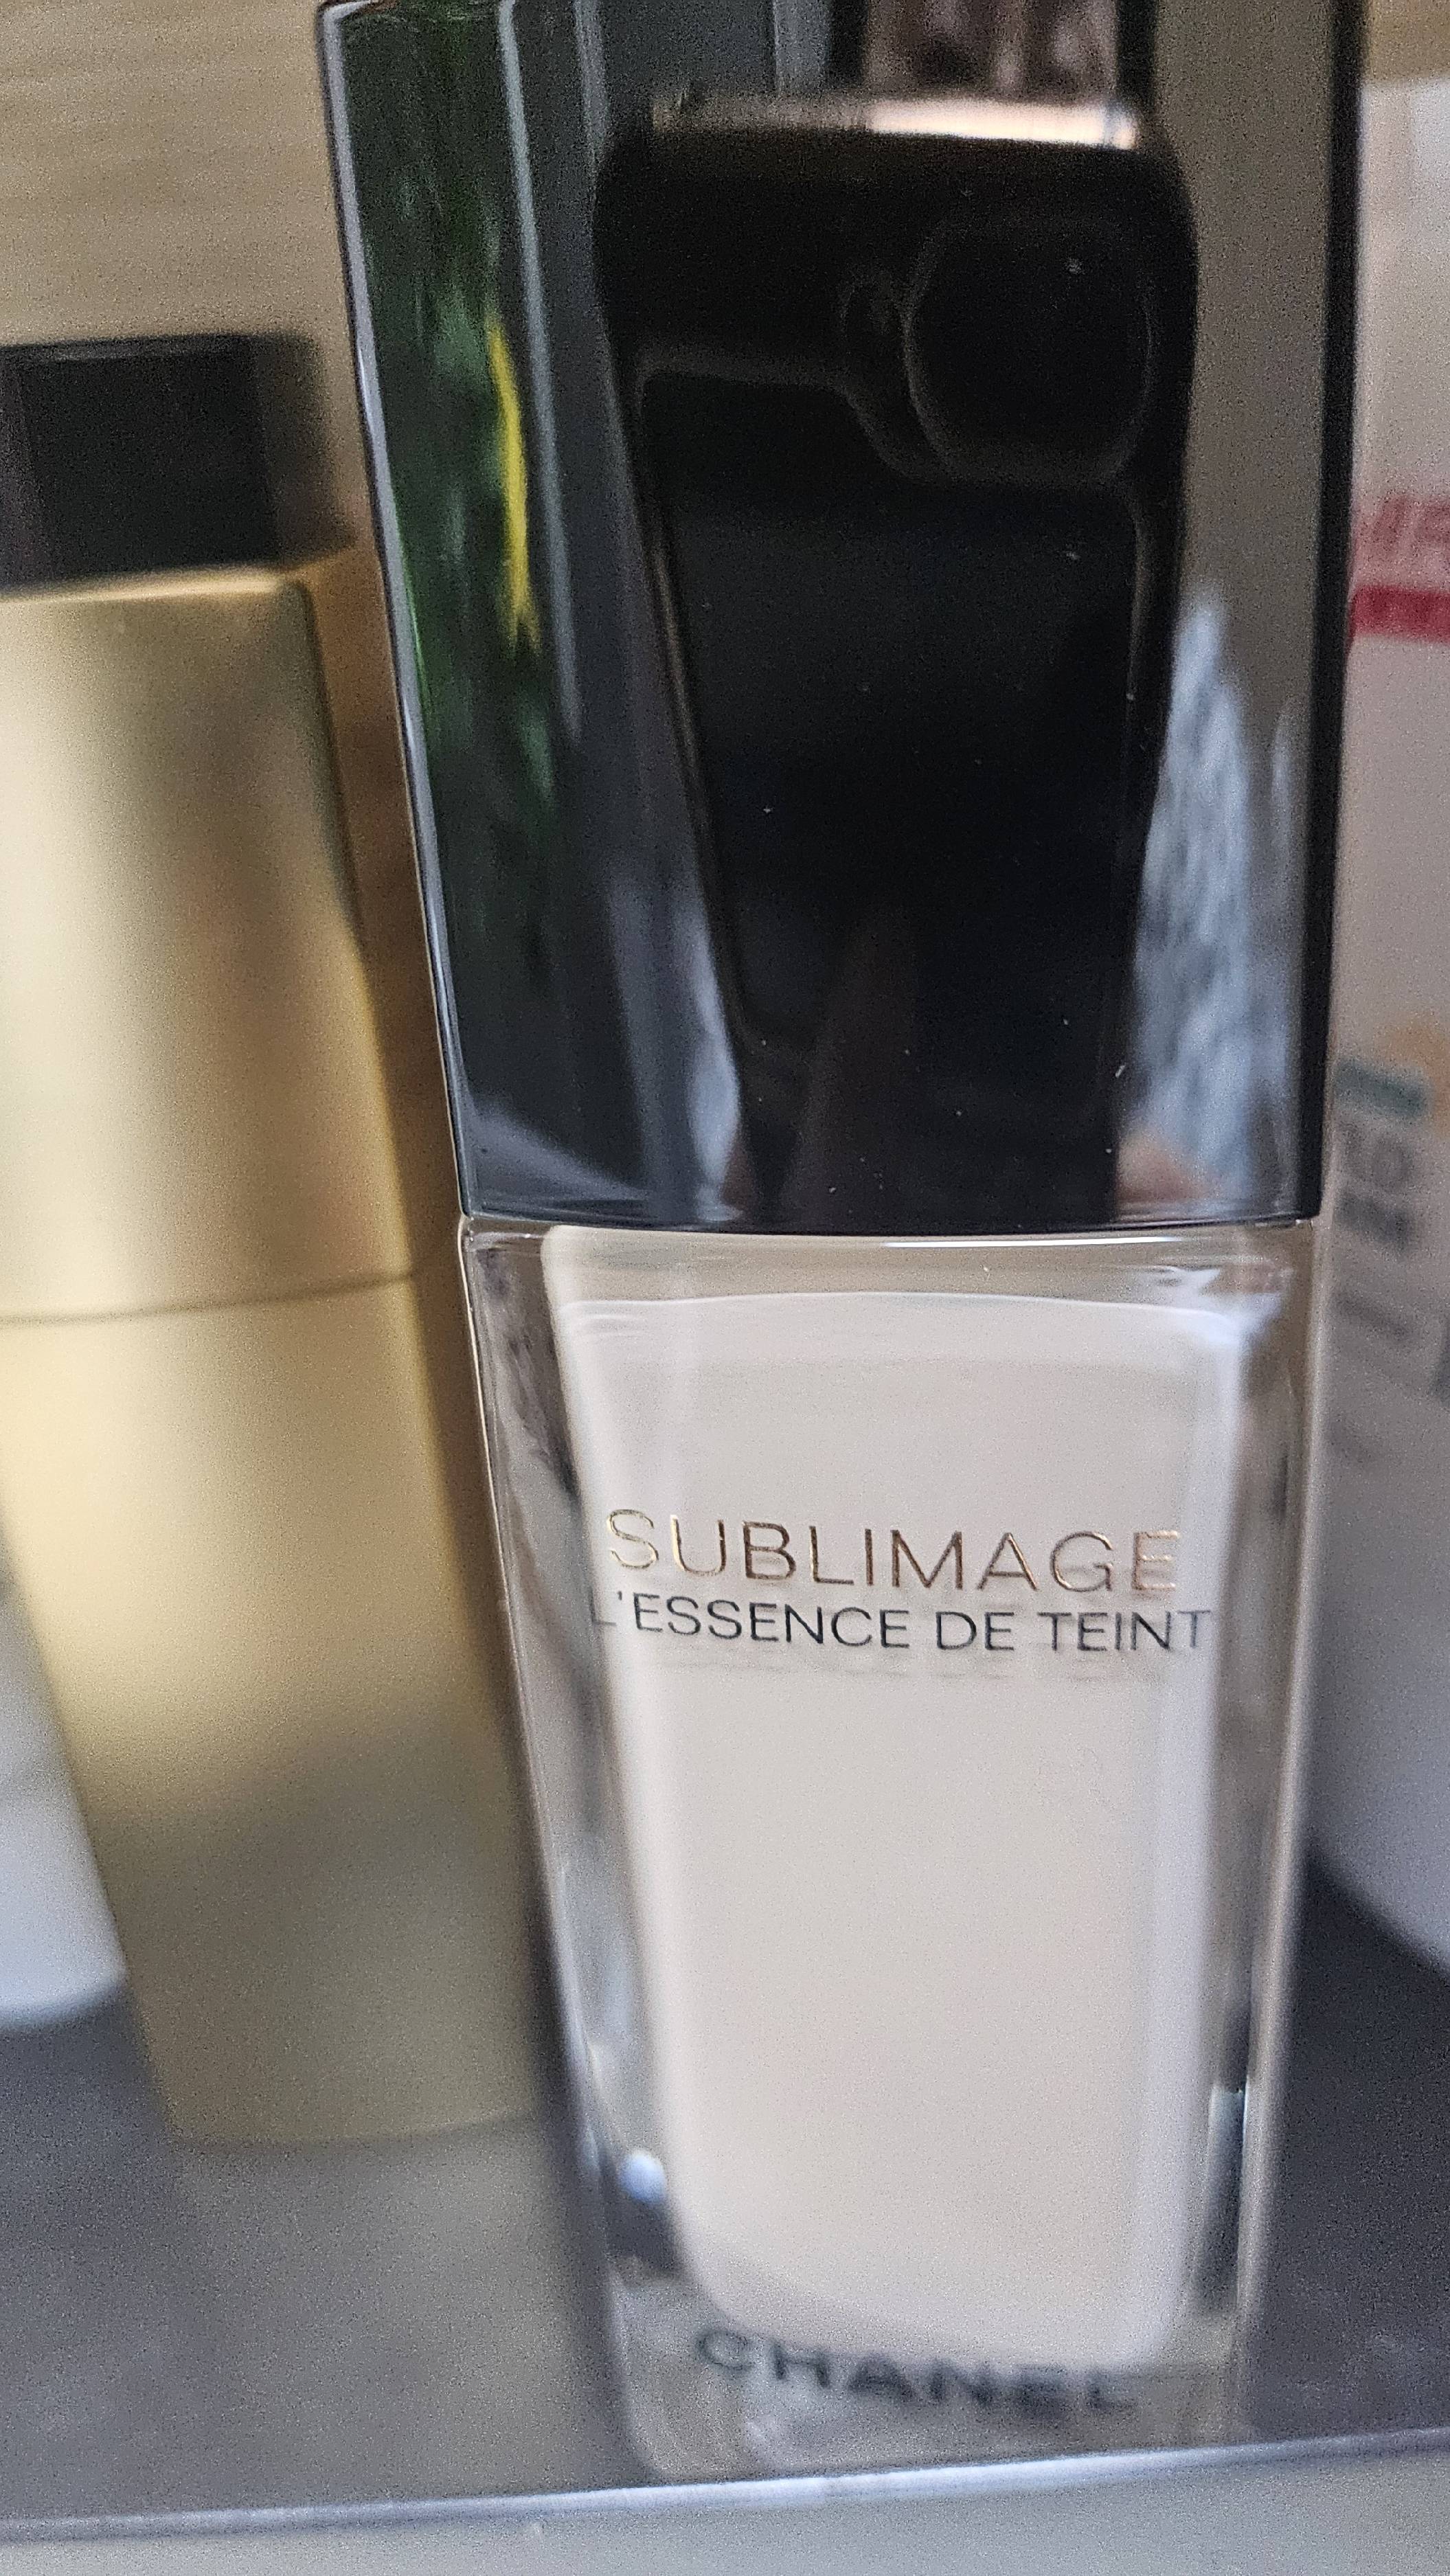 SUBLIMAGE
L'ESSENCE DE TEINT
CHANEL